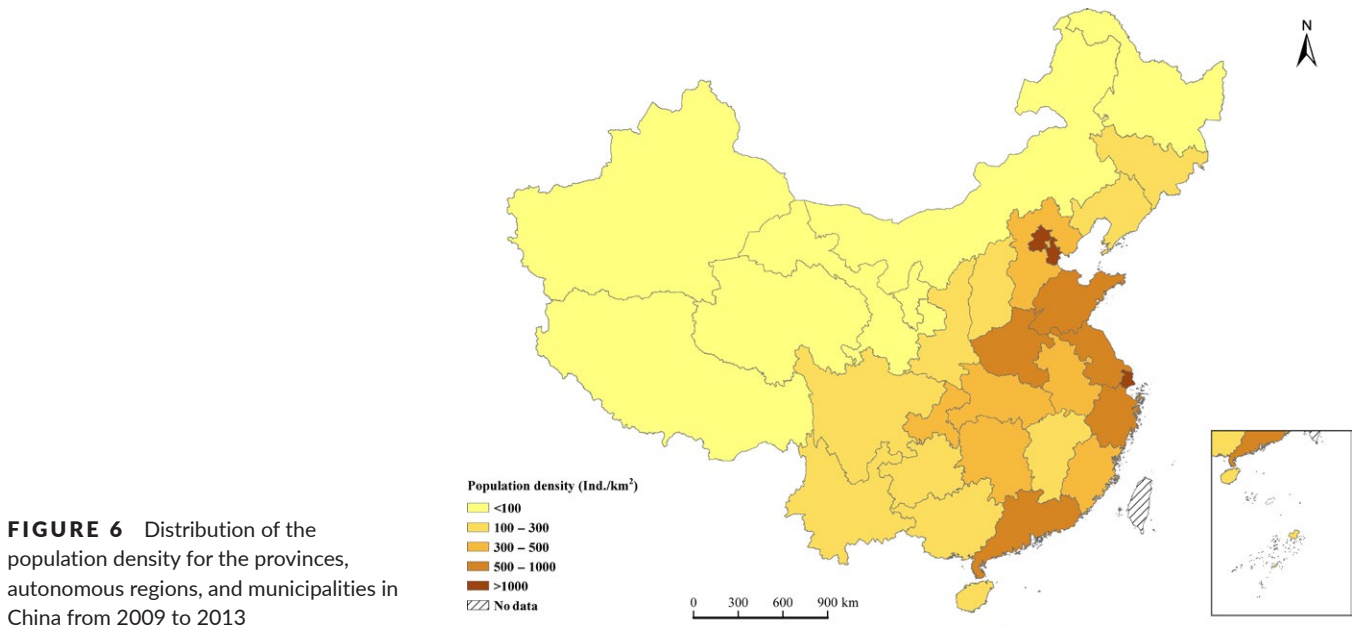 N
Population density (Ind./km²)
<100
100 – 300
300 – 500
500 – 1000
>1000
No data
0 300 600 900 km
FIGURE 6 Distribution of the
population density for the provinces,
autonomous regions, and municipalities in
China from 2009 to 2013